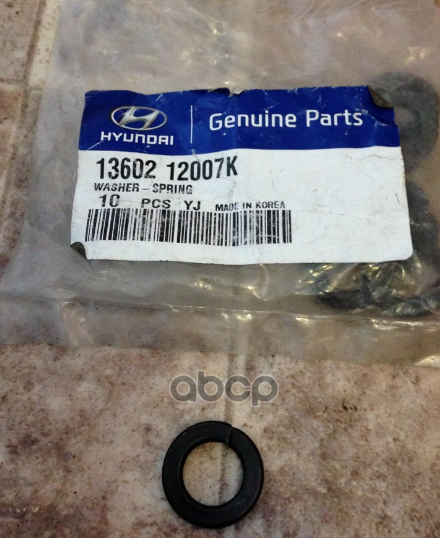 HYUNDAI
Genuine Parts
13602 12007K
WASHER - SPRING
10 PCS YJ MADE IN KOREA
abcp